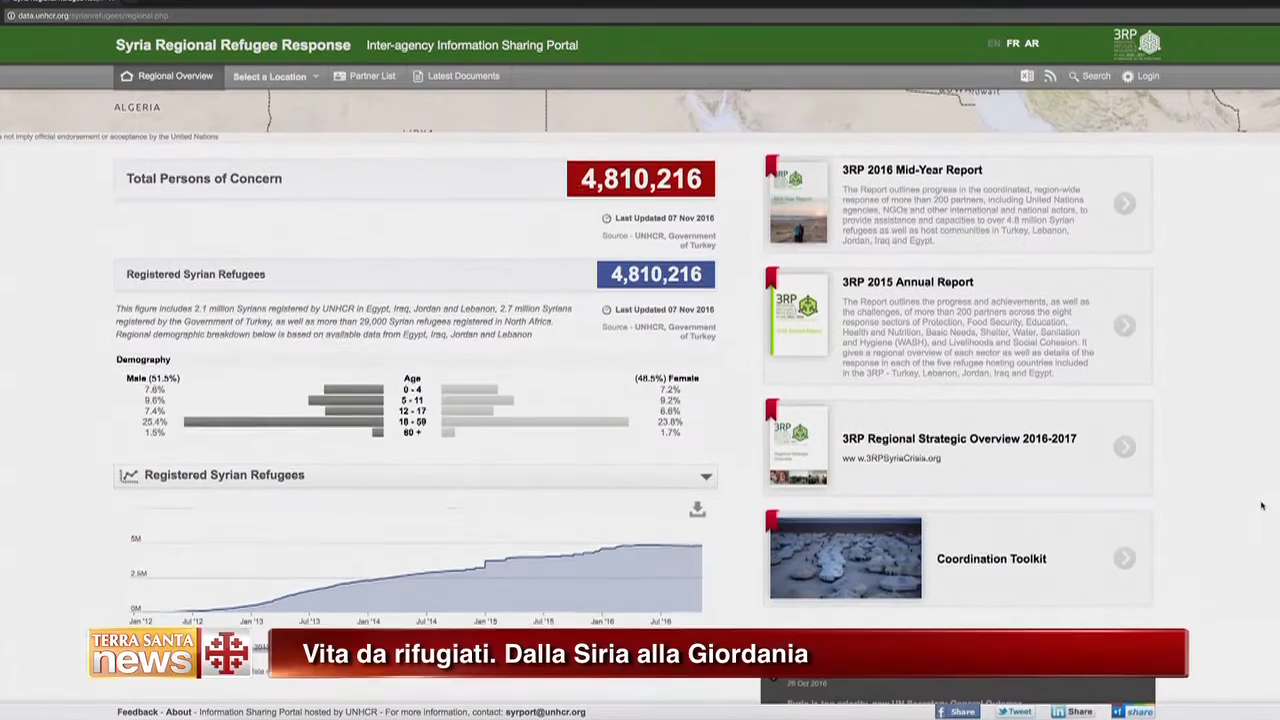 data.unhcr.org/syrianrefugees/regional.php
Syria Regional Refugee Response
Inter-agency Information Sharing Portal
EN FR AR
3RP
Regional Overview
Select a Location
Partner List
Latest Documents
Search
Login
ALGERIA
not imply official endorsement or acceptance by the United Nations
Total Persons of Concern
4,810,216
Last Updated 07 Nov 2016
Source - UNHCR, Government
of Turkey
Registered Syrian Refugees
4,810,216
This figure includes 2.1 million Syrians registered by UNHCR in Egypt, Iraq, Jordan and Lebanon, 2.7 million Syrians
registered by the Government of Turkey, as well as more than 29,000 Syrian refugees registered in North Africa.
Regional demographic breakdown below is based on available data from Egypt, Iraq, Jordan and Lebanon
Last Updated 07 Nov 2016
Source - UNHCR, Government
of Turkey
Demography
Male (51.5%) Age (48.5%) Female
7.6% 0 - 4 7.2%
9.6% 5 - 11 9.2%
7.4% 12 - 17 6.6%
25.4% 18 - 59 23.8%
1.5% 60 + 1.7%
Registered Syrian Refugees
5M
2.5M
0M
Jan '12 Jul '12 Jan '13 Jul '13 Jan '14 Jul '14 Jan '15 Jul '15 Jan '16 Jul '16
3RP 2016 Mid-Year Report
The Report outlines progress in the coordinated, region-wide
response of more than 200 partners, including United Nations
agencies, NGOs and other international and national actors, to
provide assistance and capacities to over 4.8 million Syrian
refugees as well as host communities in Turkey, Lebanon,
Jordan, Iraq and Egypt.
3RP
3RP 2015 Annual Report
The Report outlines the progress and achievements, as well as
the challenges, of more than 200 partners across the eight
response sectors of Protection, Food Security, Education,
Health and Nutrition, Basic Needs, Shelter, Water, Sanitation
and Hygiene (WASH), and Livelihoods and Social Cohesion. It
gives a regional overview of each sector as well as details of the
response in each of the five refugee hosting countries included
in the 3RP - Turkey, Lebanon, Jordan, Iraq and Egypt.
3RP
3RP Regional Strategic Overview 2016-2017
www.3RPSyriaCrisis.org
3RP
Coordination Toolkit
TERRA SANTA
news
Vita da rifugiati. Dalla Siria alla Giordania
26 Oct 2016
Feedback - About - Information Sharing Portal hosted by UNHCR - For more information, contact: syrport@unhcr.org
Share
Tweet
Share
share